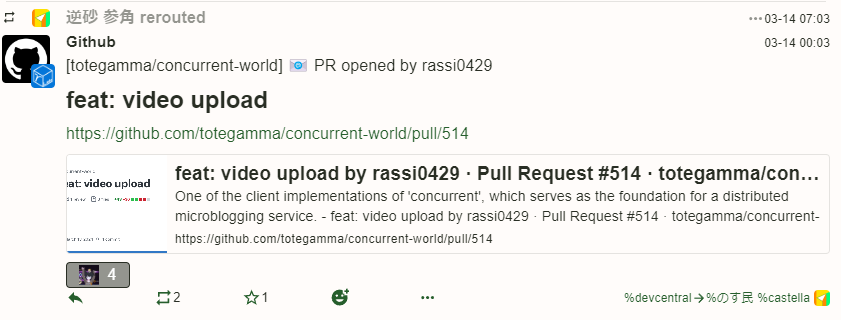 逆砂 参角 rerouted
03-14 07:03
Github
03-14 00:03
[totegamma/concurrent-world] 📧 PR opened by rassi0429
feat: video upload
https://github.com/totegamma/concurrent-world/pull/514
feat: video upload by rassi0429 · Pull Request #514 · totegamma/con…
at: video upload
One of the client implementations of 'concurrent', which serves as the foundation for a distributed
microblogging service. - feat: video upload by rassi0429 · Pull Request #514 · totegamma/concurrent-
https://github.com/totegamma/concurrent-world/pull/514
4
2
1
%devcentral→%のす民 %castella